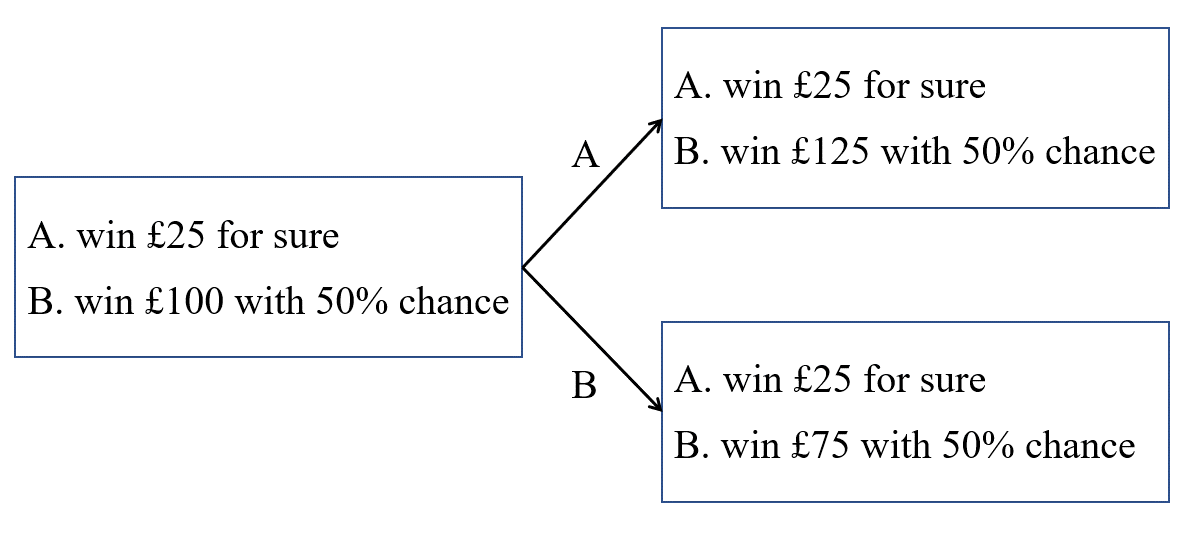 A. win £25 for sure
B. win £100 with 50% chance
A
A. win £25 for sure
B. win £125 with 50% chance
B
A. win £25 for sure
B. win £75 with 50% chance